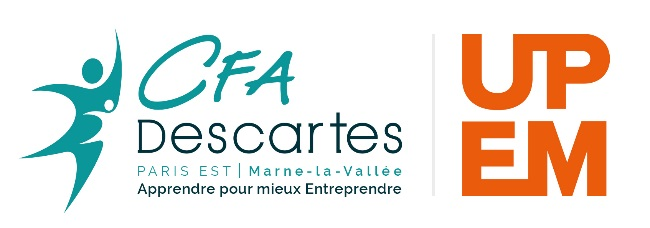 CFA
Descartes
PARIS EST | Marne-la-Vallée
Apprendre pour mieux Entreprendre
UP
EM